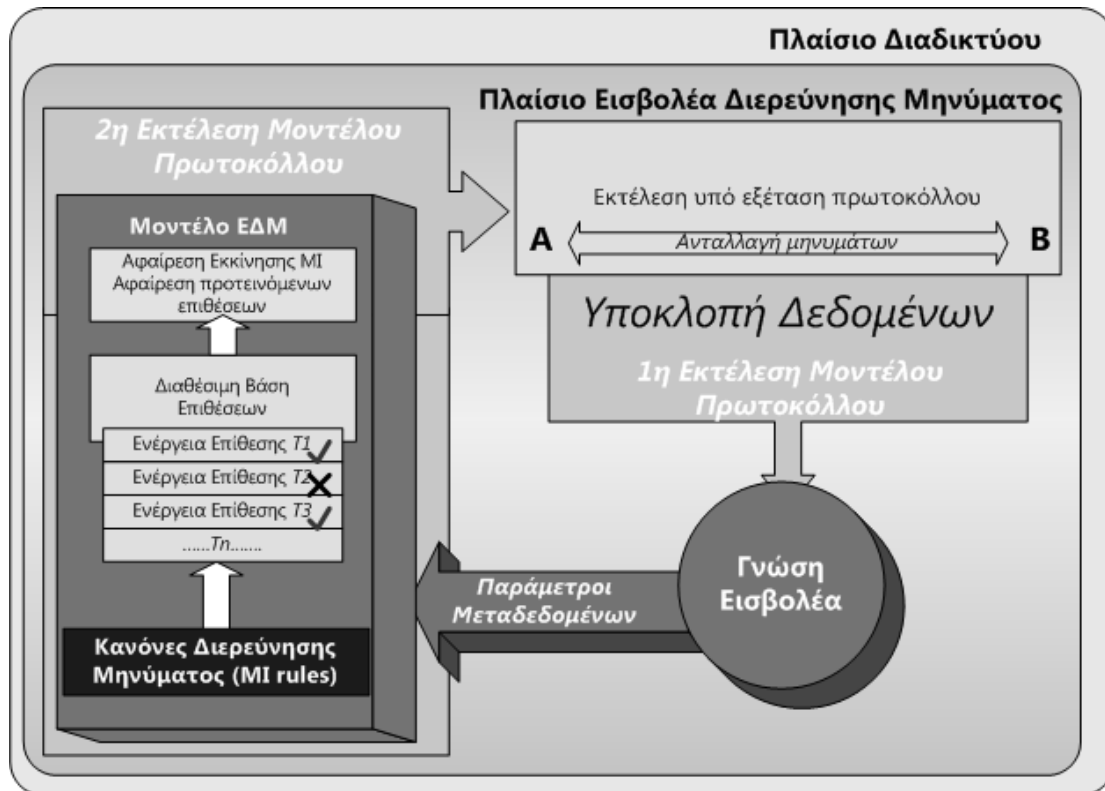 Πλαίσιο Διαδικτύου
Πλαίσιο Εισβολέα Διερεύνησης Μηνύματος
2η Εκτέλεση Μοντέλου
Πρωτοκόλλου
Εκτέλεση υπό εξέταση πρωτοκόλλου
A
Ανταλλαγή μηνυμάτων
B
Μοντέλο ΕΔΜ
Αφαίρεση Εκκίνησης MI
Αφαίρεση προτεινόμενων
επιθέσεων
Υποκλοπή Δεδομένων
1η Εκτέλεση Μοντέλου
Πρωτοκόλλου
Διαθέσιμη Βάση
Επιθέσεων
Ενέργεια Επίθεσης T1
Ενέργεια Επίθεσης T2
Ενέργεια Επίθεσης T3
......Tn.......
Γνώση
Εισβολέα
Παράμετροι
Μεταδεδομένων
Κανόνες Διερεύνησης
Μηνύματος (MI rules)